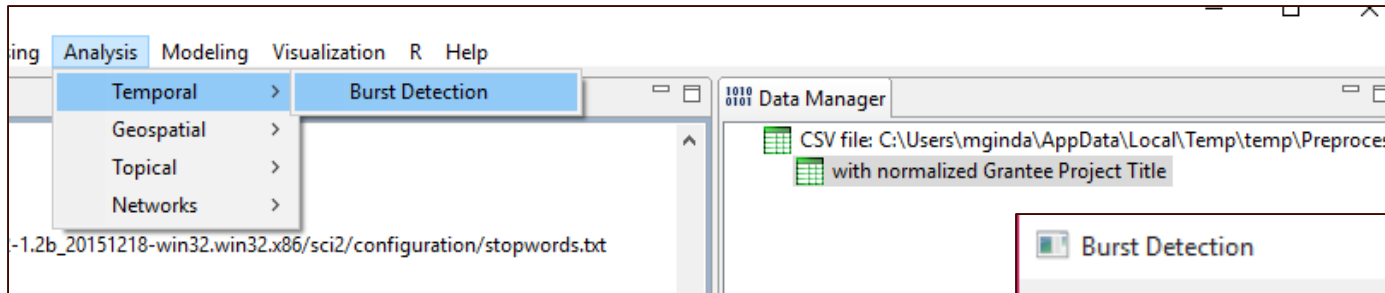 sing Analysis Modeling Visualization R Help
Temporal > Burst Detection
Geospatial >
Topical >
Networks >
-1.2b_20151218-win32.win32.x86/sci2/configuration/stopwords.txt
1010 0101 Data Manager
CSV file: C:\Users\mginda\AppData\Local\Temp\temp\Preproces
with normalized Grantee Project Title
Burst Detection